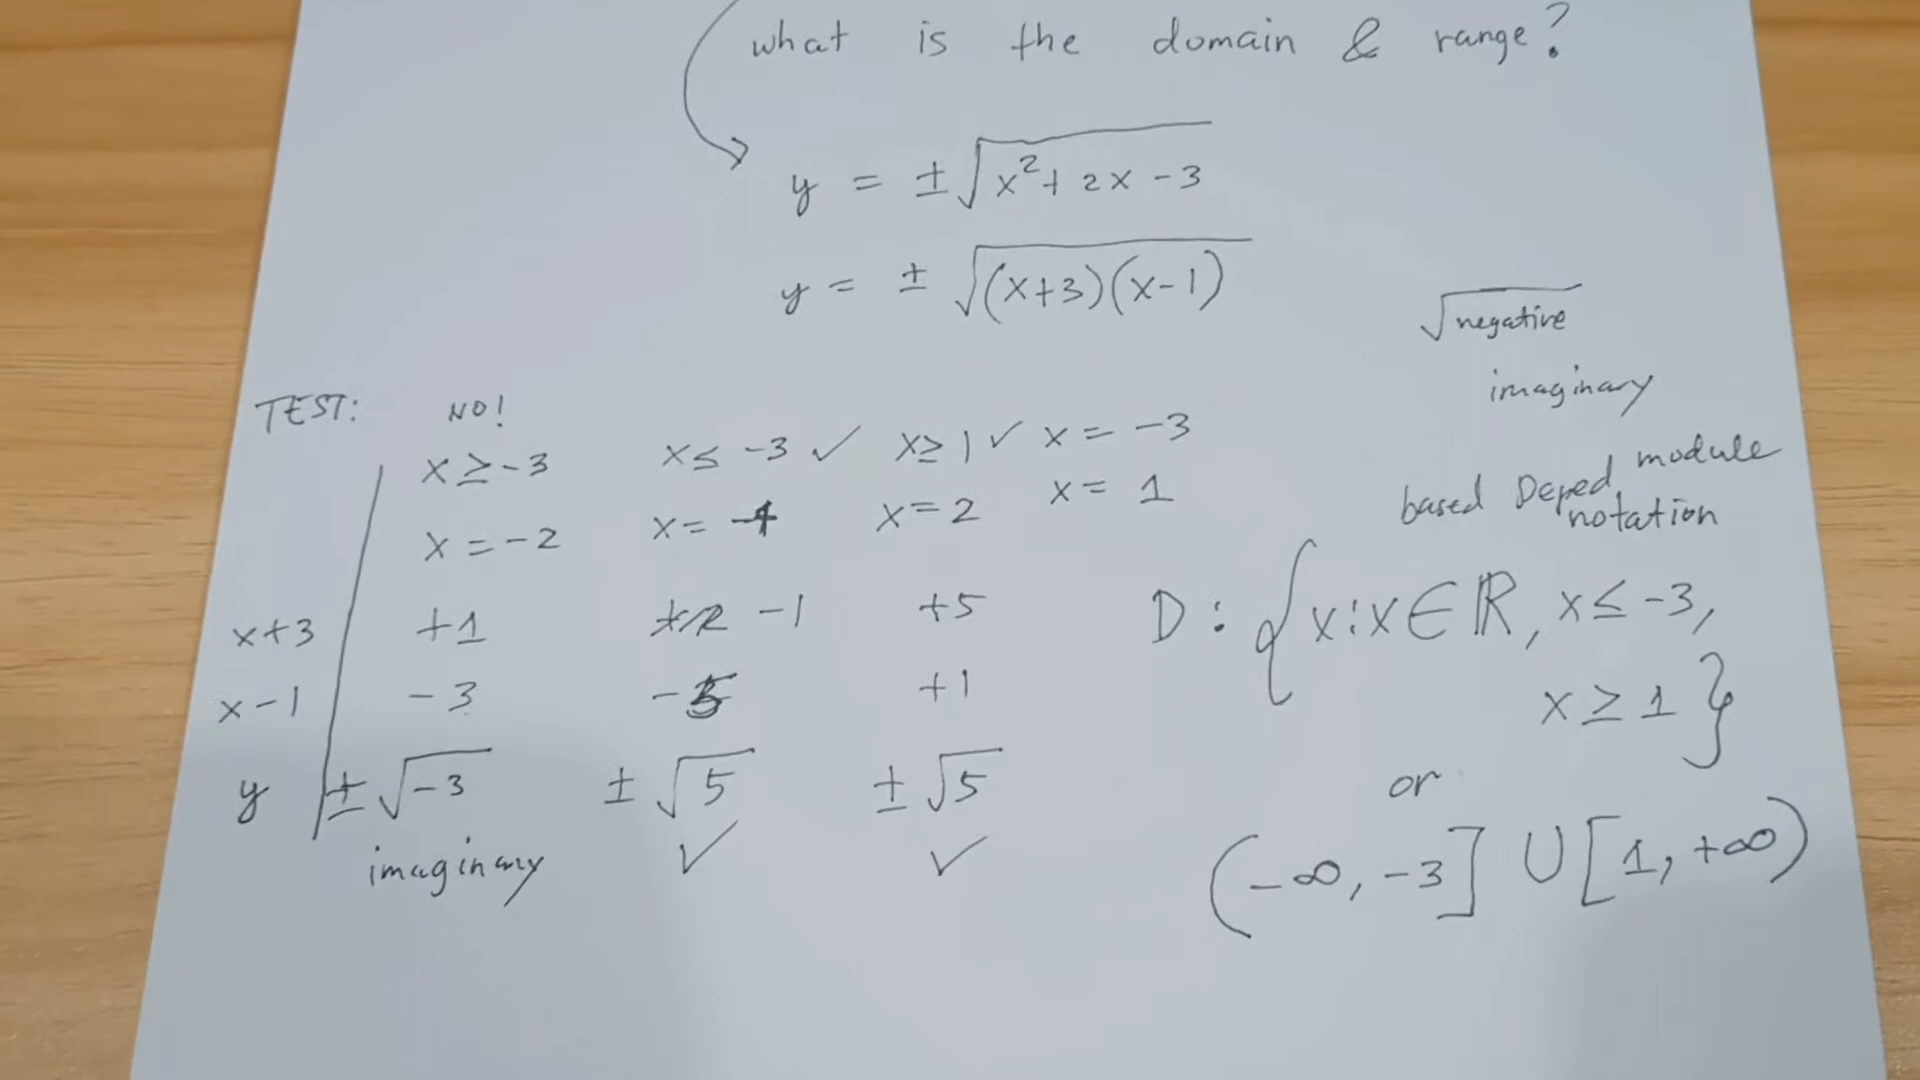 what is the domain & range?
y = ±√(x² + 2x - 3)
y = ± √((x+3)(x-1))
√negative
imaginary
TEST: NO!
x ≥ -3 x ≤ -3 ✓ x ≥ 1 ✓ x = -3
x = -2 x = -4 x = 2 x = 1
based Deped module
notation
x+3 +1 -1 +5
x-1 -3 -5 +1
y ±√-3 ±√5 ±√5
imaginary ✓ ✓
D: {x:x∈ℝ, x ≤ -3,
x ≥ 1}
or
(-∞, -3] ∪ [1, +∞)